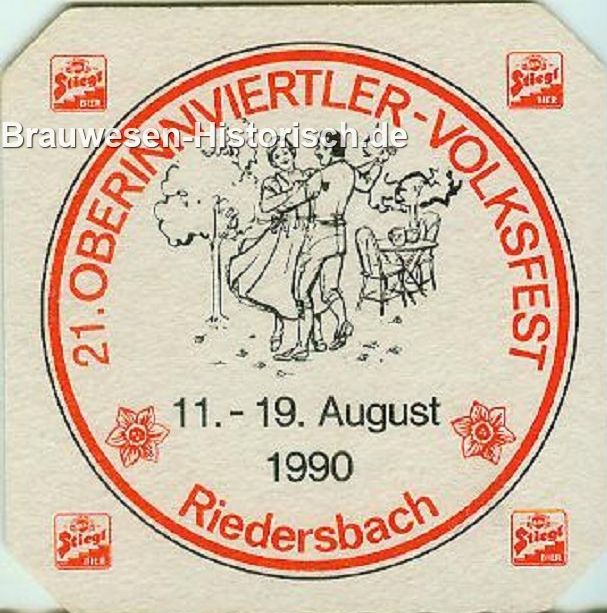 Stiegl
BIER
Stiegl
BIER
Brauwesen-Historisch.de
21. OBERINNVIERTLER-VOLKSFEST
11. - 19. August
1990
Riedersbach
Stiegl
BIER
Stiegl
BIER